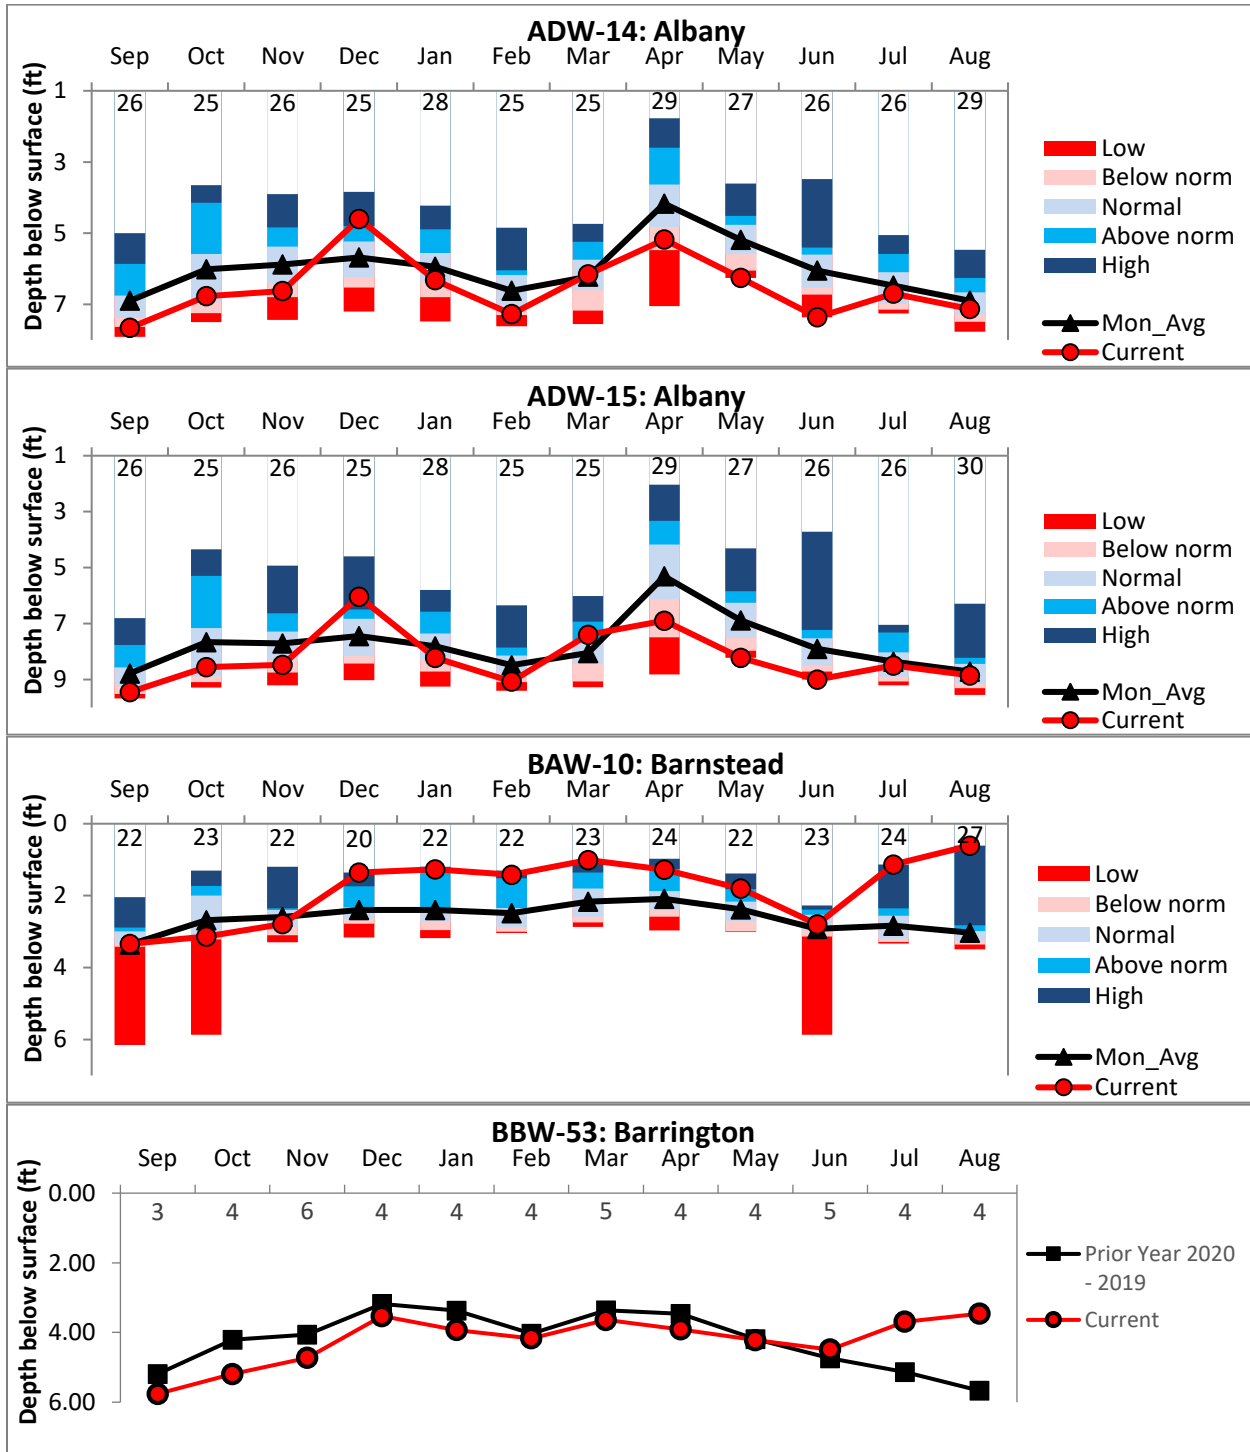 ADW-14: Albany
Sep Oct Nov Dec Jan Feb Mar Apr May Jun Jul Aug
Depth below surface (ft)
1
3
5
7
26 25 26 25 28 25 25 29 27 26 26 29
Low
Below norm
Normal
Above norm
High
Mon_Avg
Current
ADW-15: Albany
Sep Oct Nov Dec Jan Feb Mar Apr May Jun Jul Aug
Depth below surface (ft)
1
3
5
7
9
26 25 26 25 28 25 25 29 27 26 26 30
Low
Below norm
Normal
Above norm
High
Mon_Avg
Current
BAW-10: Barnstead
Sep Oct Nov Dec Jan Feb Mar Apr May Jun Jul Aug
Depth below surface (ft)
0
2
4
6
22 23 22 20 22 22 23 24 22 23 24 27
Low
Below norm
Normal
Above norm
High
Mon_Avg
Current
BBW-53: Barrington
Sep Oct Nov Dec Jan Feb Mar Apr May Jun Jul Aug
Depth below surface (ft)
0.00
2.00
4.00
6.00
3 4 6 4 4 4 5 4 4 5 4 4
Prior Year 2020
- 2019
Current